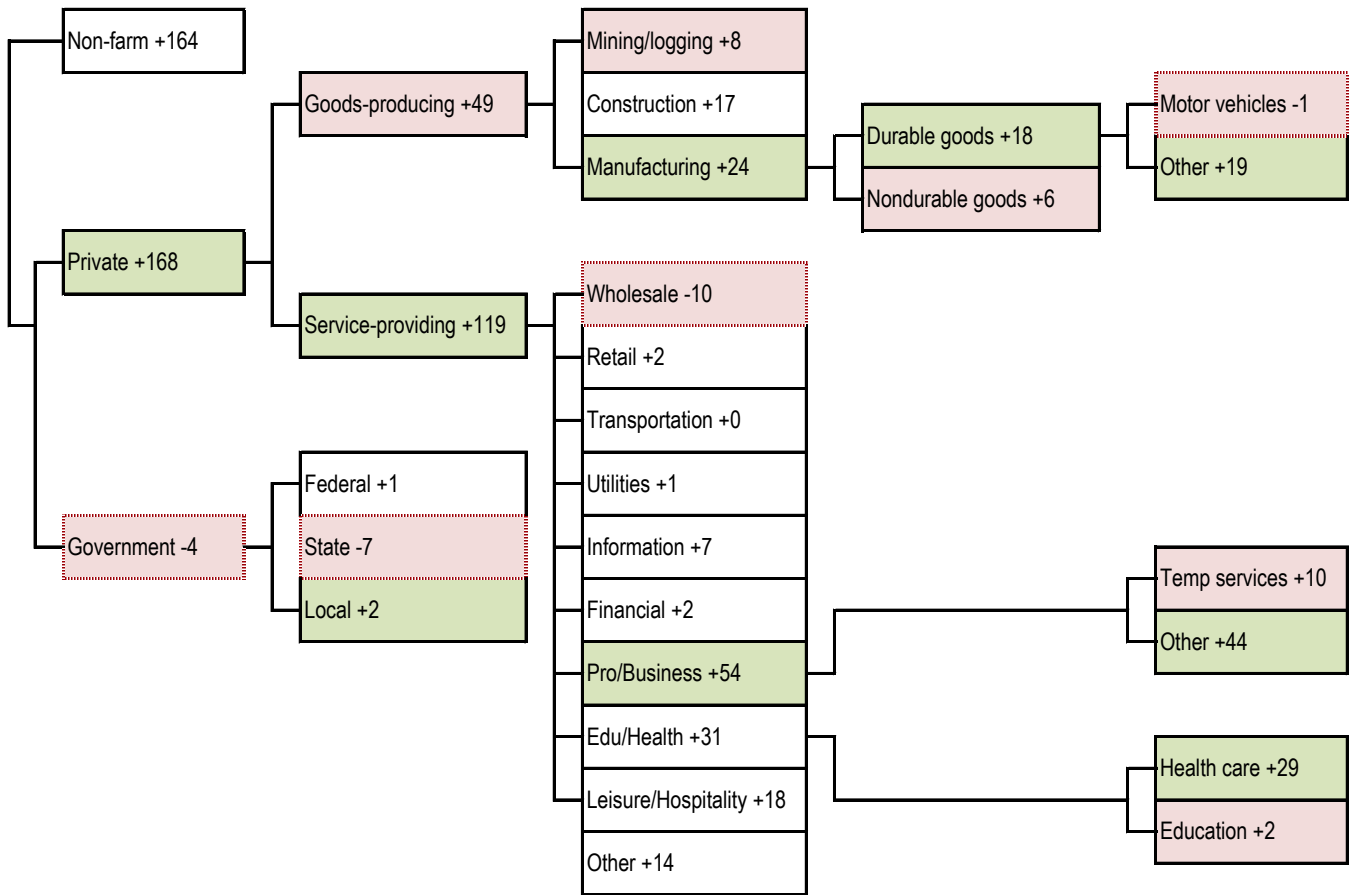 Non-farm +164
Private +168
Government -4
Goods-producing +49
Service-providing +119
Federal +1
State -7
Local +2
Mining/logging +8
Construction +17
Manufacturing +24
Wholesale -10
Retail +2
Transportation +0
Utilities +1
Information +7
Financial +2
Pro/Business +54
Edu/Health +31
Leisure/Hospitality +18
Other +14
Durable goods +18
Nondurable goods +6
Motor vehicles -1
Other +19
Temp services +10
Other +44
Health care +29
Education +2